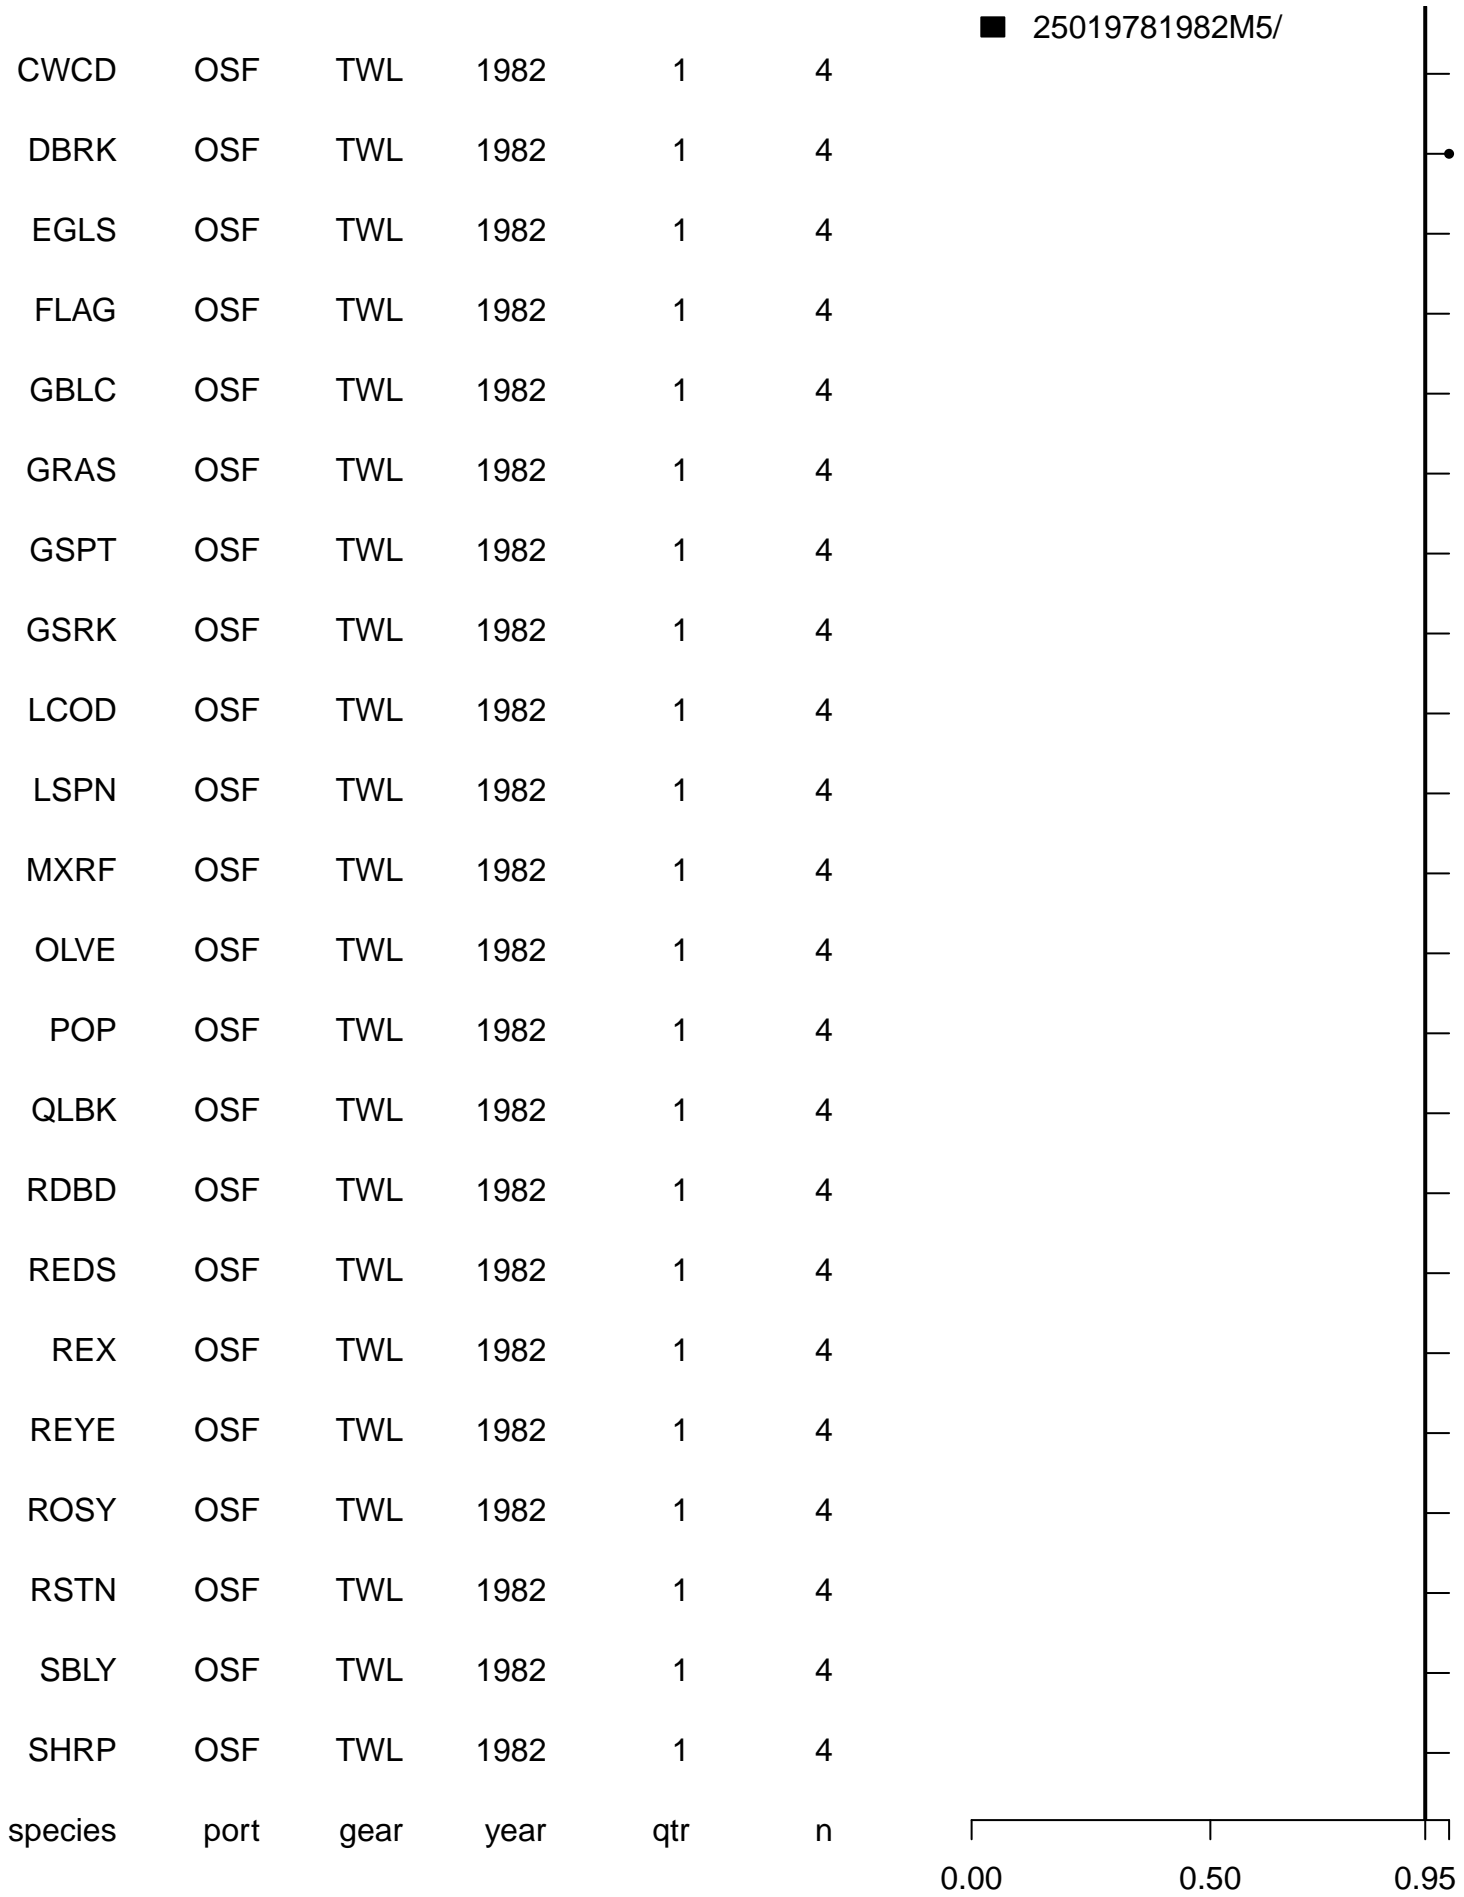 25019781982M5/
CWCD OSF TWL 1982 1 4
DBRK OSF TWL 1982 1 4
EGLS OSF TWL 1982 1 4
FLAG OSF TWL 1982 1 4
GBLC OSF TWL 1982 1 4
GRAS OSF TWL 1982 1 4
GSPT OSF TWL 1982 1 4
GSRK OSF TWL 1982 1 4
LCOD OSF TWL 1982 1 4
LSPN OSF TWL 1982 1 4
MXRF OSF TWL 1982 1 4
OLVE OSF TWL 1982 1 4
POP OSF TWL 1982 1 4
QLBK OSF TWL 1982 1 4
RDBD OSF TWL 1982 1 4
REDS OSF TWL 1982 1 4
REX OSF TWL 1982 1 4
REYE OSF TWL 1982 1 4
ROSY OSF TWL 1982 1 4
RSTN OSF TWL 1982 1 4
SBLY OSF TWL 1982 1 4
SHRP OSF TWL 1982 1 4
species port gear year qtr n
0.00 0.50 0.95